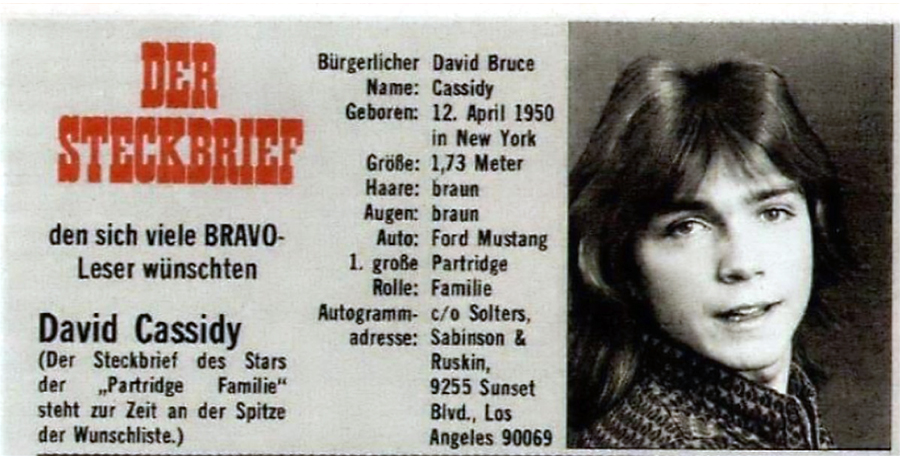 DER
STECKBRIEF
den sich viele BRAVO-
Leser wünschten
David Cassidy
(Der Steckbrief des Stars
der „Partridge Familie“
steht zur Zeit an der Spitze
der Wunschliste.)
Bürgerlicher David Bruce
Name: Cassidy
Geboren: 12. April 1950
in New York
Größe: 1,73 Meter
Haare: braun
Augen: braun
Auto: Ford Mustang
1. große Partridge
Rolle: Familie
Autogramm- c/o Solters,
adresse: Sabinson &
Ruskin,
9255 Sunset
Blvd., Los
Angeles 90069